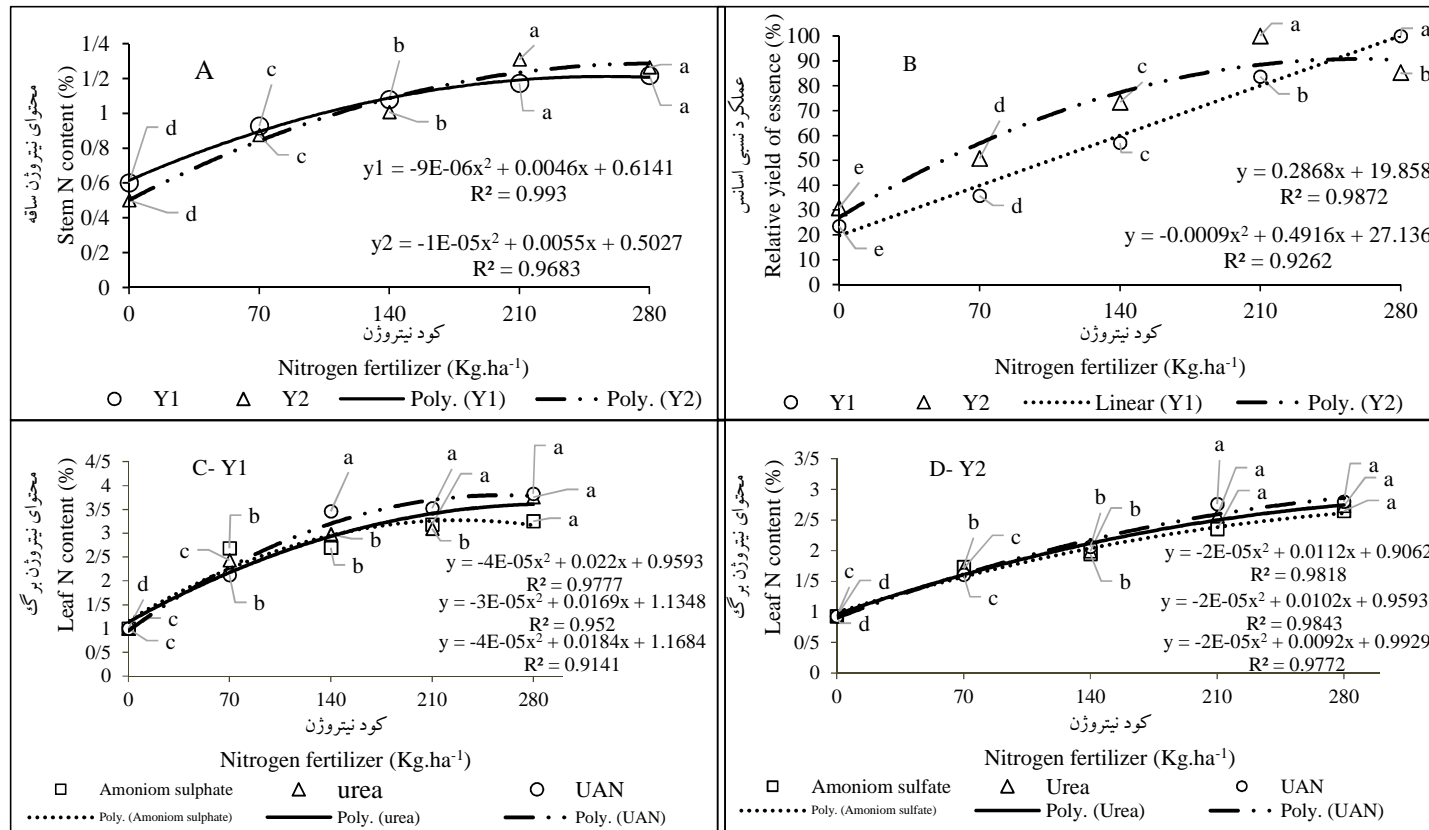 A
محتوای نیتروژن ساقه
Stem N content (%)
1/4
1/2
1
0/8
0/6
0/4
0/2
0
d
d
c
c
b
b
a
a
a
a
y1 = -9E-06x² + 0.0046x + 0.6141
R² = 0.993
y2 = -1E-05x² + 0.0055x + 0.5027
R² = 0.9683
0 70 140 210 280
کود نیتروژن
Nitrogen fertilizer (Kg.ha⁻¹)
Y1 Y2 Poly. (Y1) Poly. (Y2)
B
عملکرد نسبی اسانس
Relative yield of essence (%)
100
90
80
70
60
50
40
30
20
10
0
e
e
d
d
c
c
a
b
a
b
y = 0.2868x + 19.858
R² = 0.9872
y = -0.0009x² + 0.4916x + 27.136
R² = 0.9262
0 70 140 210 280
کود نیتروژن
Nitrogen fertilizer (Kg.ha⁻¹)
Y1 Y2 Linear (Y1) Poly. (Y2)
C- Y1
محتوای نیتروژن برگ
Leaf N content (%)
4/5
4
3/5
3
2/5
2
1/5
1
0/5
0
d
c
c
b
c
b
a
b
a
a
b
a
a
a
y = -4E-05x² + 0.022x + 0.9593
R² = 0.9777
y = -3E-05x² + 0.0169x + 1.1348
R² = 0.952
y = -4E-05x² + 0.0184x + 1.1684
R² = 0.9141
0 70 140 210 280
کود نیتروژن
Nitrogen fertilizer (Kg.ha⁻¹)
Amoniom sulphate urea UAN
Poly. (Amoniom sulphate) Poly. (urea) Poly. (UAN)
D- Y2
محتوای نیتروژن برگ
Leaf N content (%)
3/5
3
2/5
2
1/5
1
0/5
0
c
d
d
b
c
c
b
b
b
a
a
a
a
a
a
y = -2E-05x² + 0.0112x + 0.9062
R² = 0.9818
y = -2E-05x² + 0.0102x + 0.9593
R² = 0.9843
y = -2E-05x² + 0.0092x + 0.9929
R² = 0.9772
0 70 140 210 280
کود نیتروژن
Nitrogen fertilizer (Kg.ha⁻¹)
Amoniom sulfate Urea UAN
Poly. (Amoniom sulfate) Poly. (Urea) Poly. (UAN)